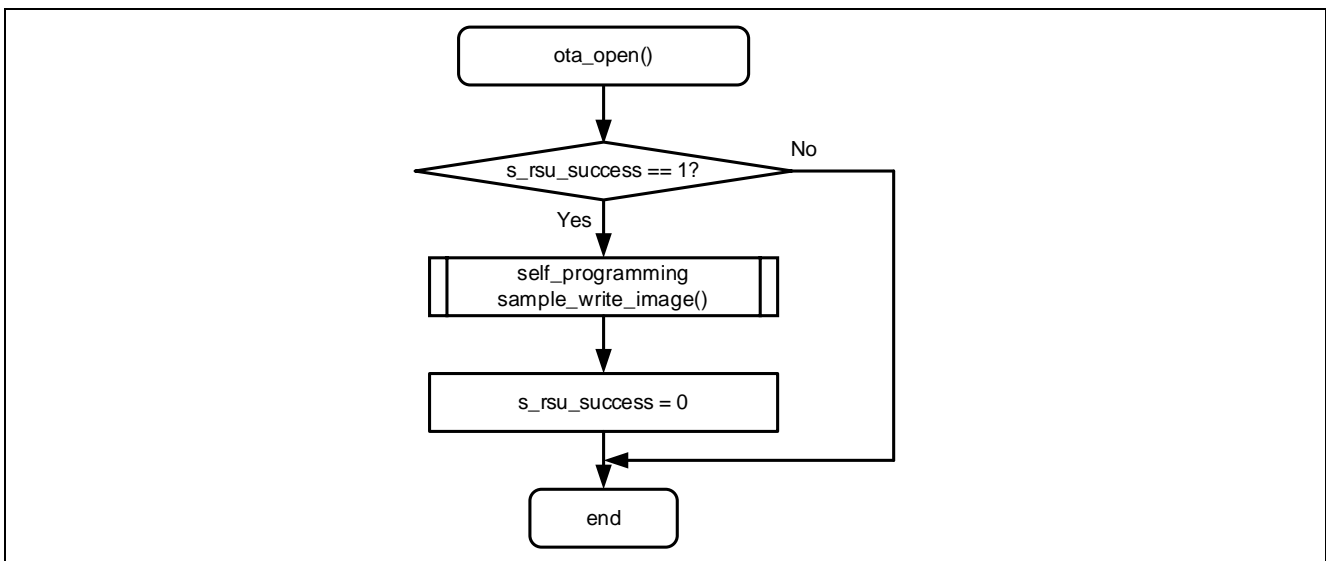 ota_open()
s_rsu_success == 1?
No
Yes
self_programming
sample_write_image()
s_rsu_success = 0
end